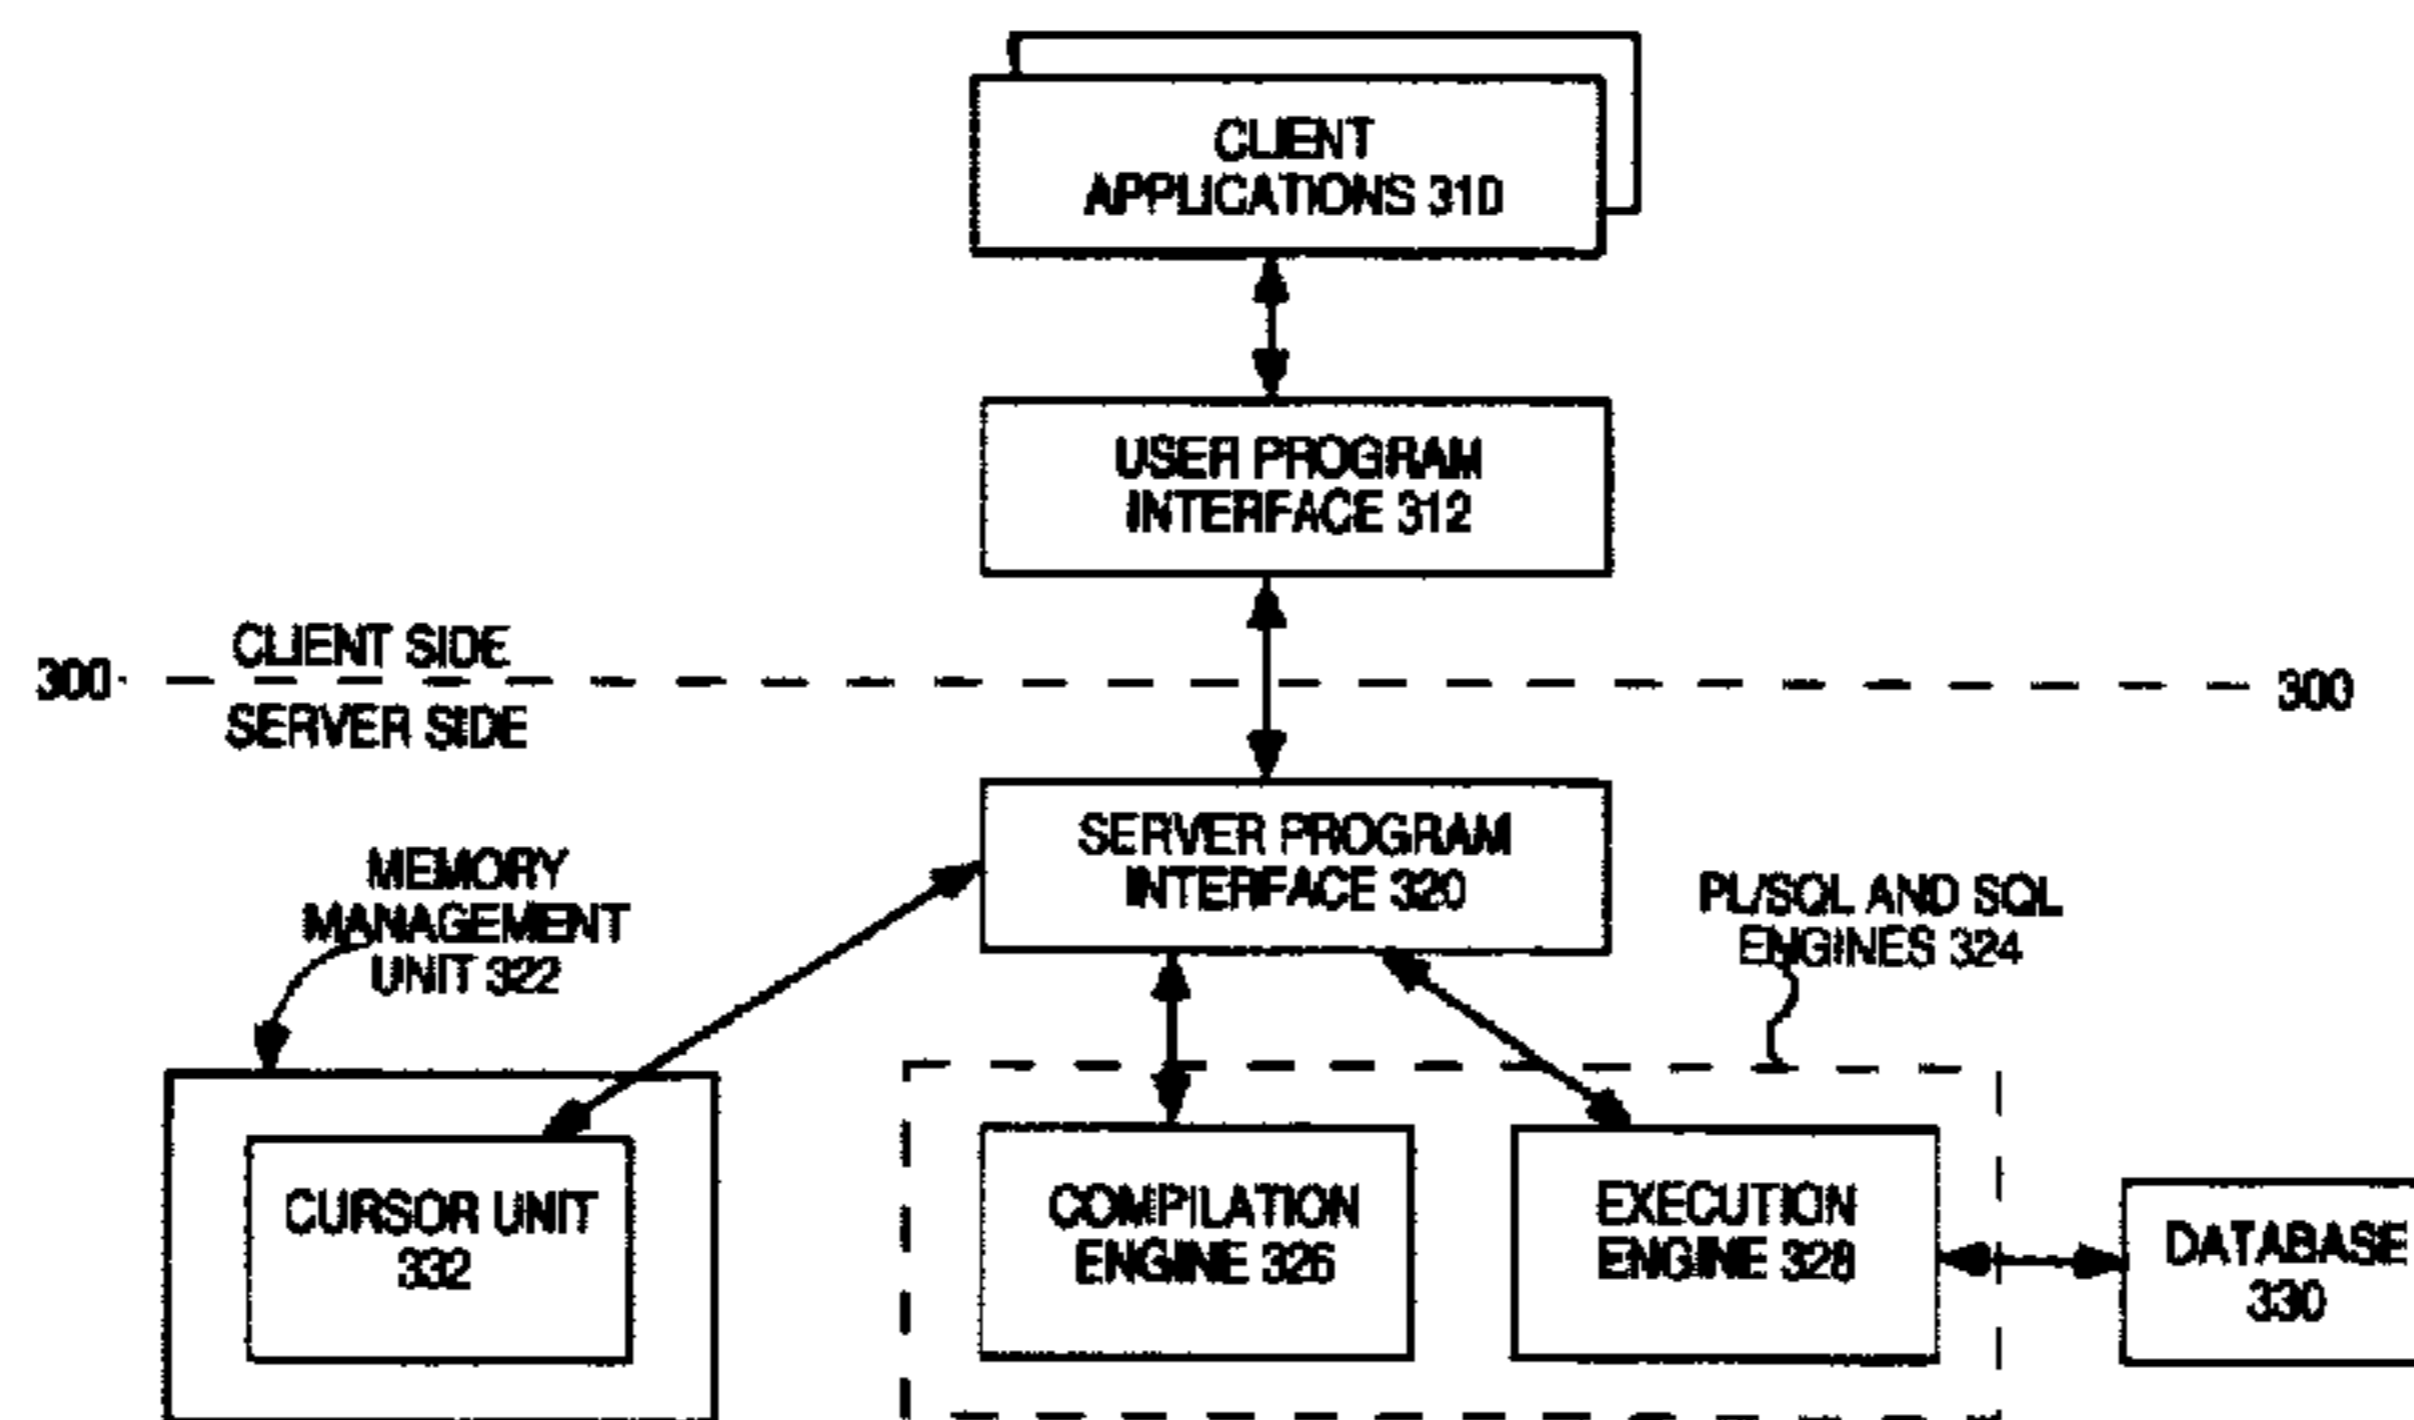 CLIENT
APPLICATIONS 310
USER PROGRAM
INTERFACE 312
CLIENT SIDE
300
300
SERVER SIDE
SERVER PROGRAM
INTERFACE 320
MEMORY
MANAGEMENT
UNIT 322
PL/SQL AND SQL
ENGINES 324
CURSOR UNIT
332
COMPILATION
ENGINE 326
EXECUTION
ENGINE 328
DATABASE
330